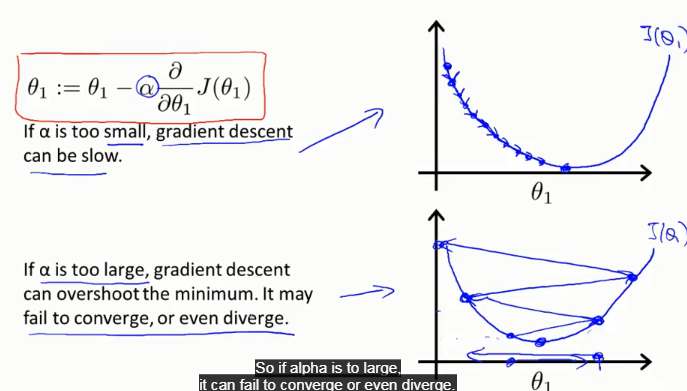 θ₁ := θ₁ − α ∂/∂θ₁ J(θ₁)
If α is too small, gradient descent
can be slow.
J(θ₁)
θ₁
If α is too large, gradient descent
can overshoot the minimum. It may
fail to converge, or even diverge.
J(θ₁)
θ₁
So if alpha is to large,
it can fail to converge or even diverge.